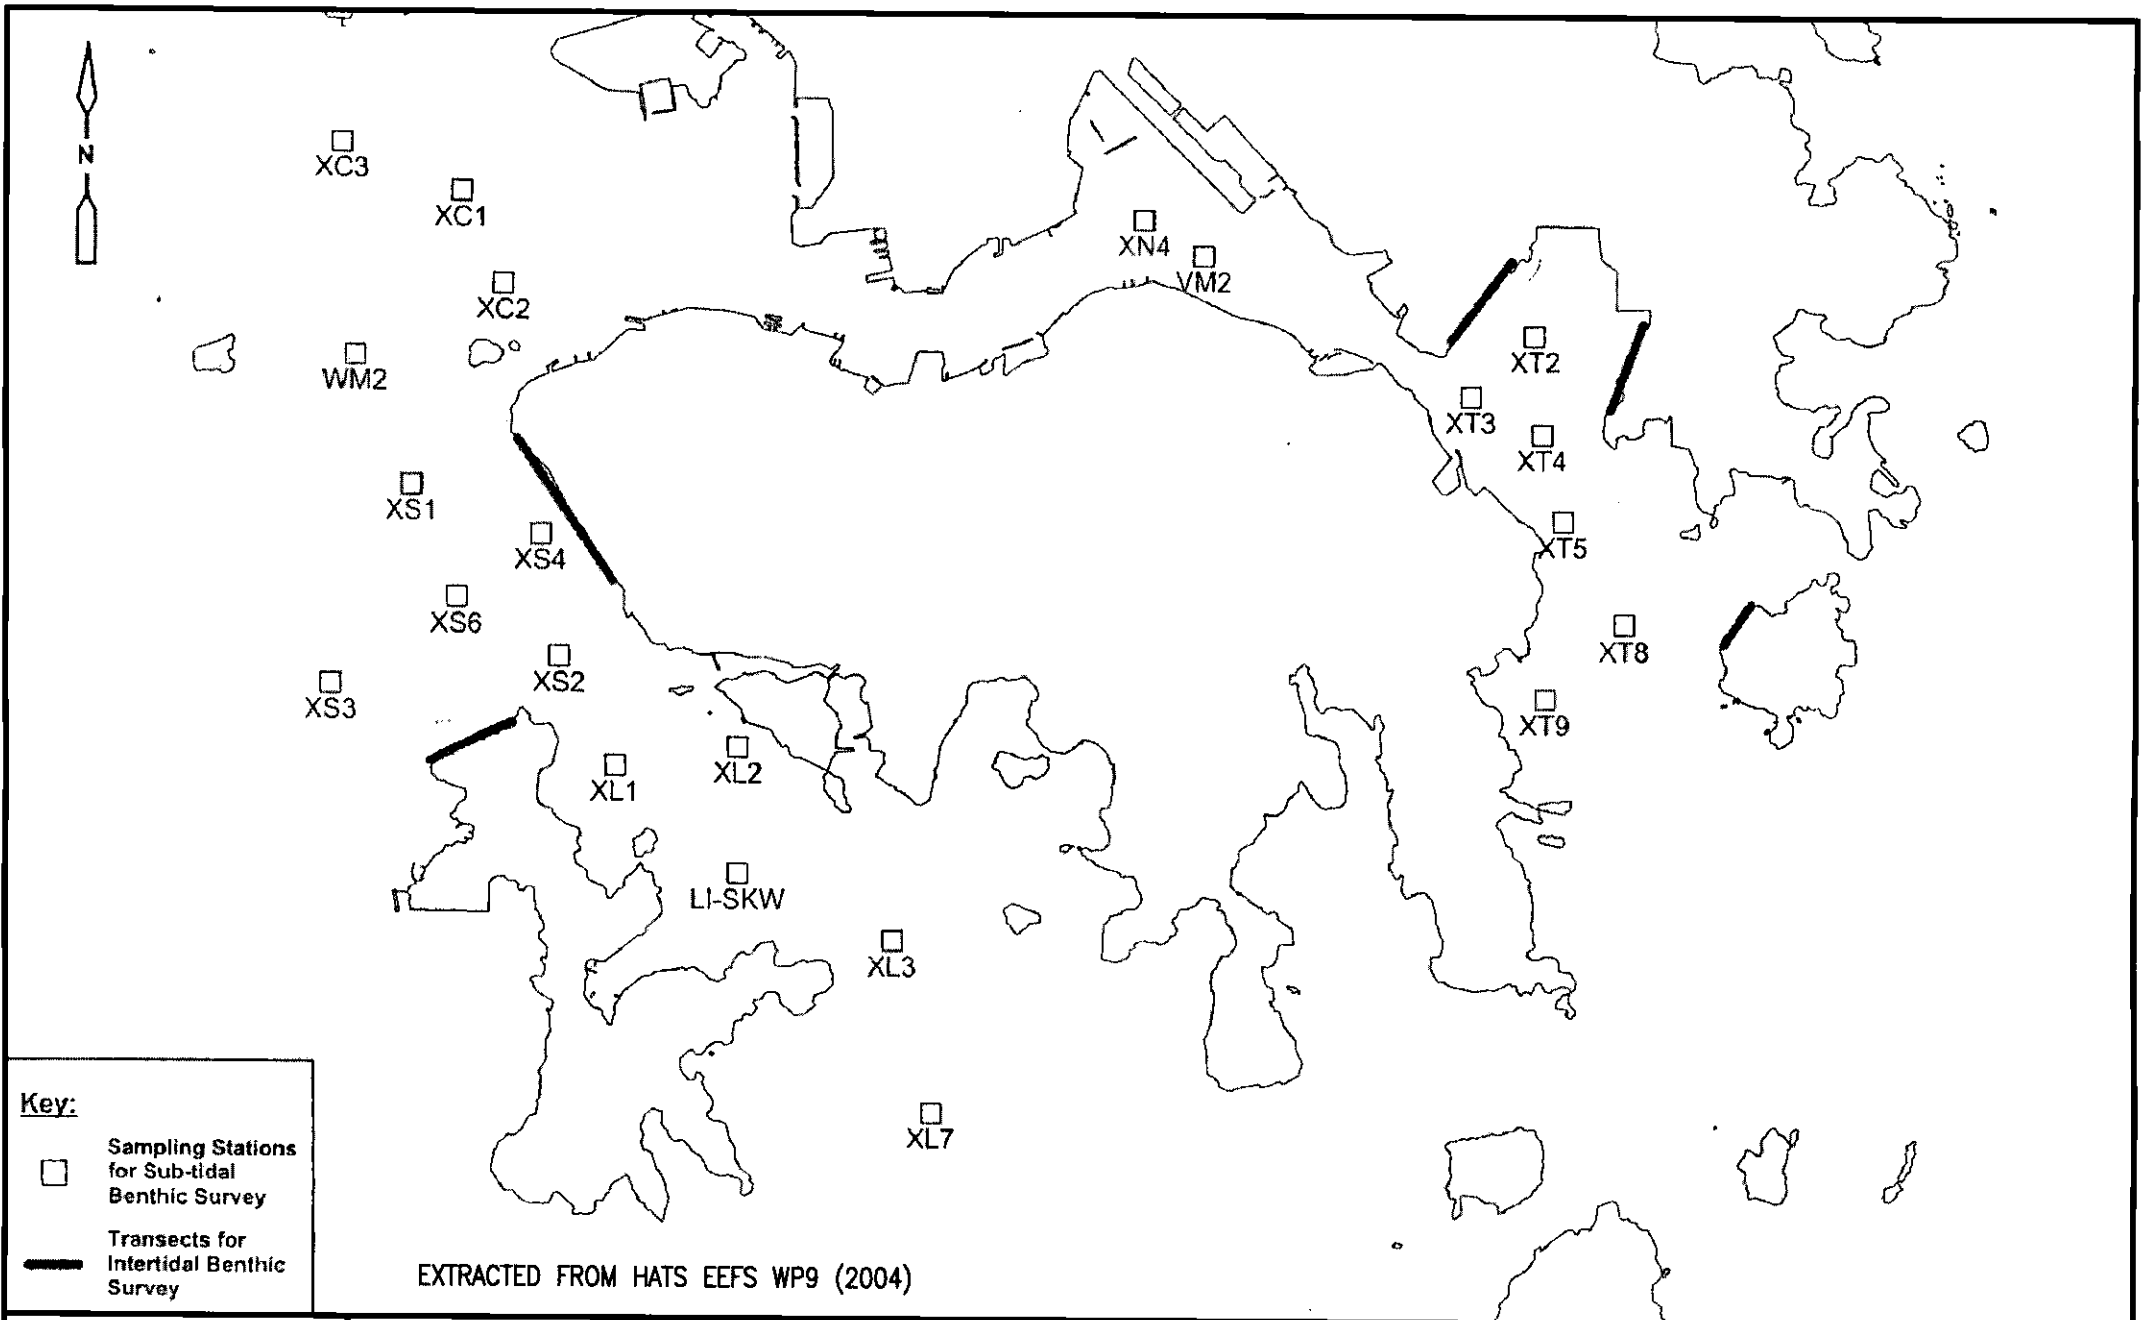 N
XC3
XC1
XN4
VM2
XC2
WM2
XT2
XT3
XT4
XS1
XT5
XS4
XS6
XT8
XS2
XS3
XT9
XL2
XL1
LI-SKW
XL3
XL7
Key:
Sampling Stations
for Sub-tidal
Benthic Survey
Transects for
Intertidal Benthic
Survey
EXTRACTED FROM HATS EEFS WP9 (2004)